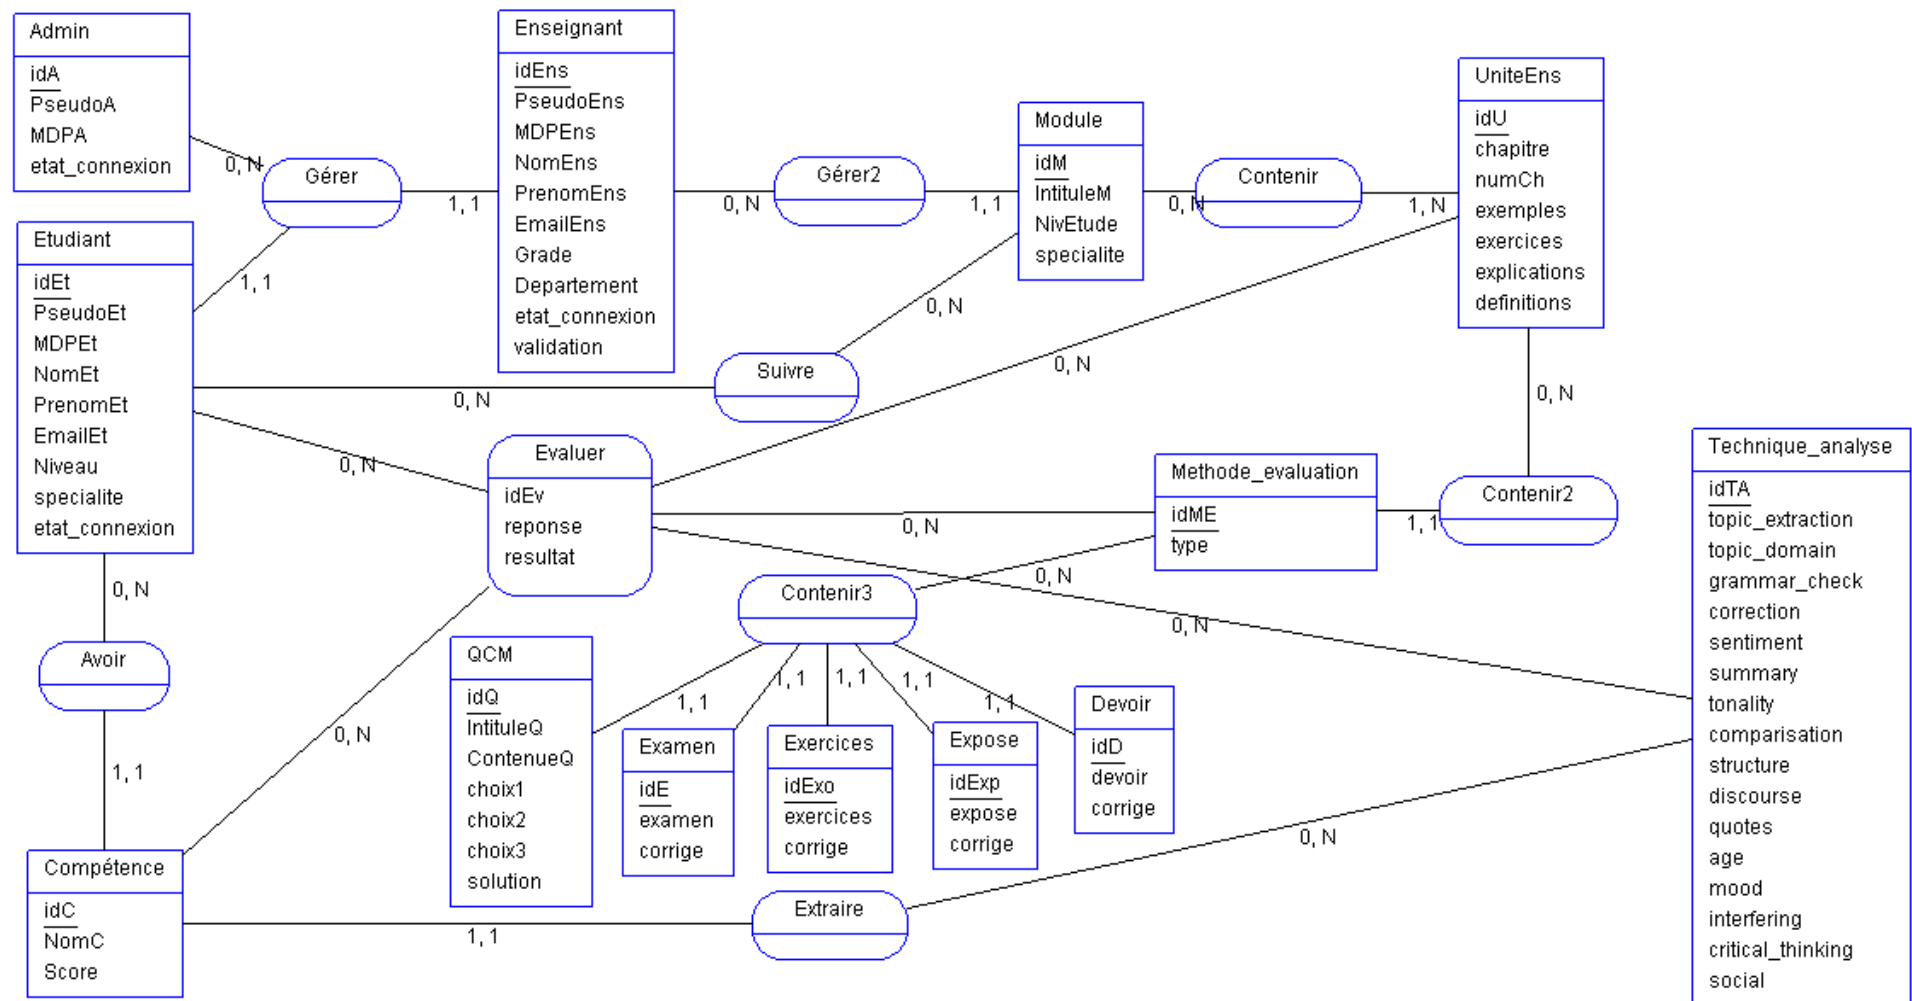 Admin
idA
PseudoA
MDPA
etat_connexion
0, N
Gérer
1, 1
1, 1
Enseignant
idEns
PseudoEns
MDPEns
NomEns
PrenomEns
EmailEns
Grade
Departement
etat_connexion
validation
0, N
Gérer2
1, 1
Module
idM
IntituleM
NivEtude
specialite
0, N
Contenir
1, N
UniteEns
idU
chapitre
numCh
exemples
exercices
explications
definitions
Etudiant
idEt
PseudoEt
MDPEt
NomEt
PrenomEt
EmailEt
Niveau
specialite
etat_connexion
0, N
Suivre
0, N
0, N
0, N
0, N
Evaluer
idEv
reponse
resultat
0, N
Methode_evaluation
idME
type
1, 1
Contenir2
Technique_analyse
idTA
topic_extraction
topic_domain
grammar_check
correction
sentiment
summary
tonality
comparisation
structure
discourse
quotes
age
mood
interfering
critical_thinking
social
0, N
Avoir
1, 1
0, N
Contenir3
0, N
0, N
0, N
1, 1
1, 1
1, 1
1, 1
1, 1
QCM
idQ
IntituleQ
ContenueQ
choix1
choix2
choix3
solution
Examen
idE
examen
corrige
Exercices
idExo
exercices
corrige
Expose
idExp
expose
corrige
Devoir
idD
devoir
corrige
Compétence
idC
NomC
Score
1, 1
Extraire
0, N